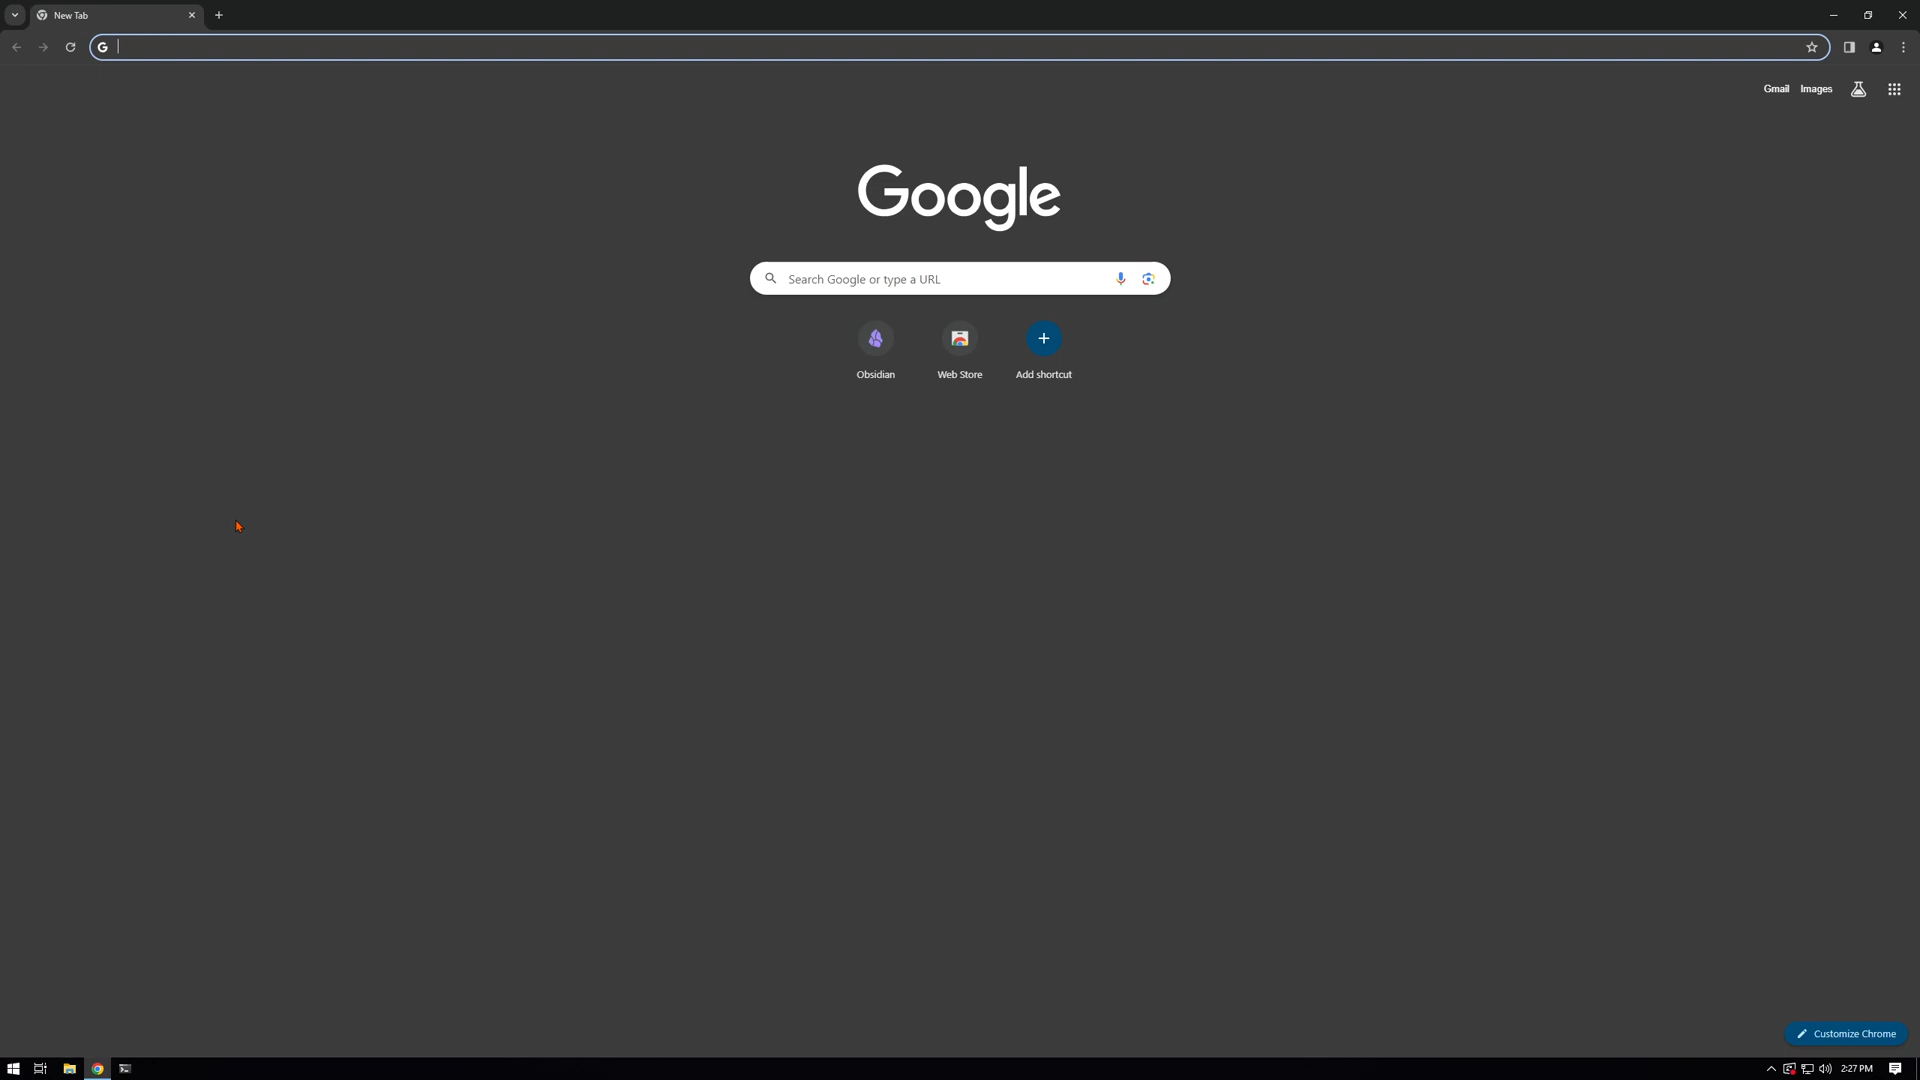 New Tab
Gmail Images
Google
Search Google or type a URL
Obsidian
Web Store
Add shortcut
Customize Chrome
2:27 PM